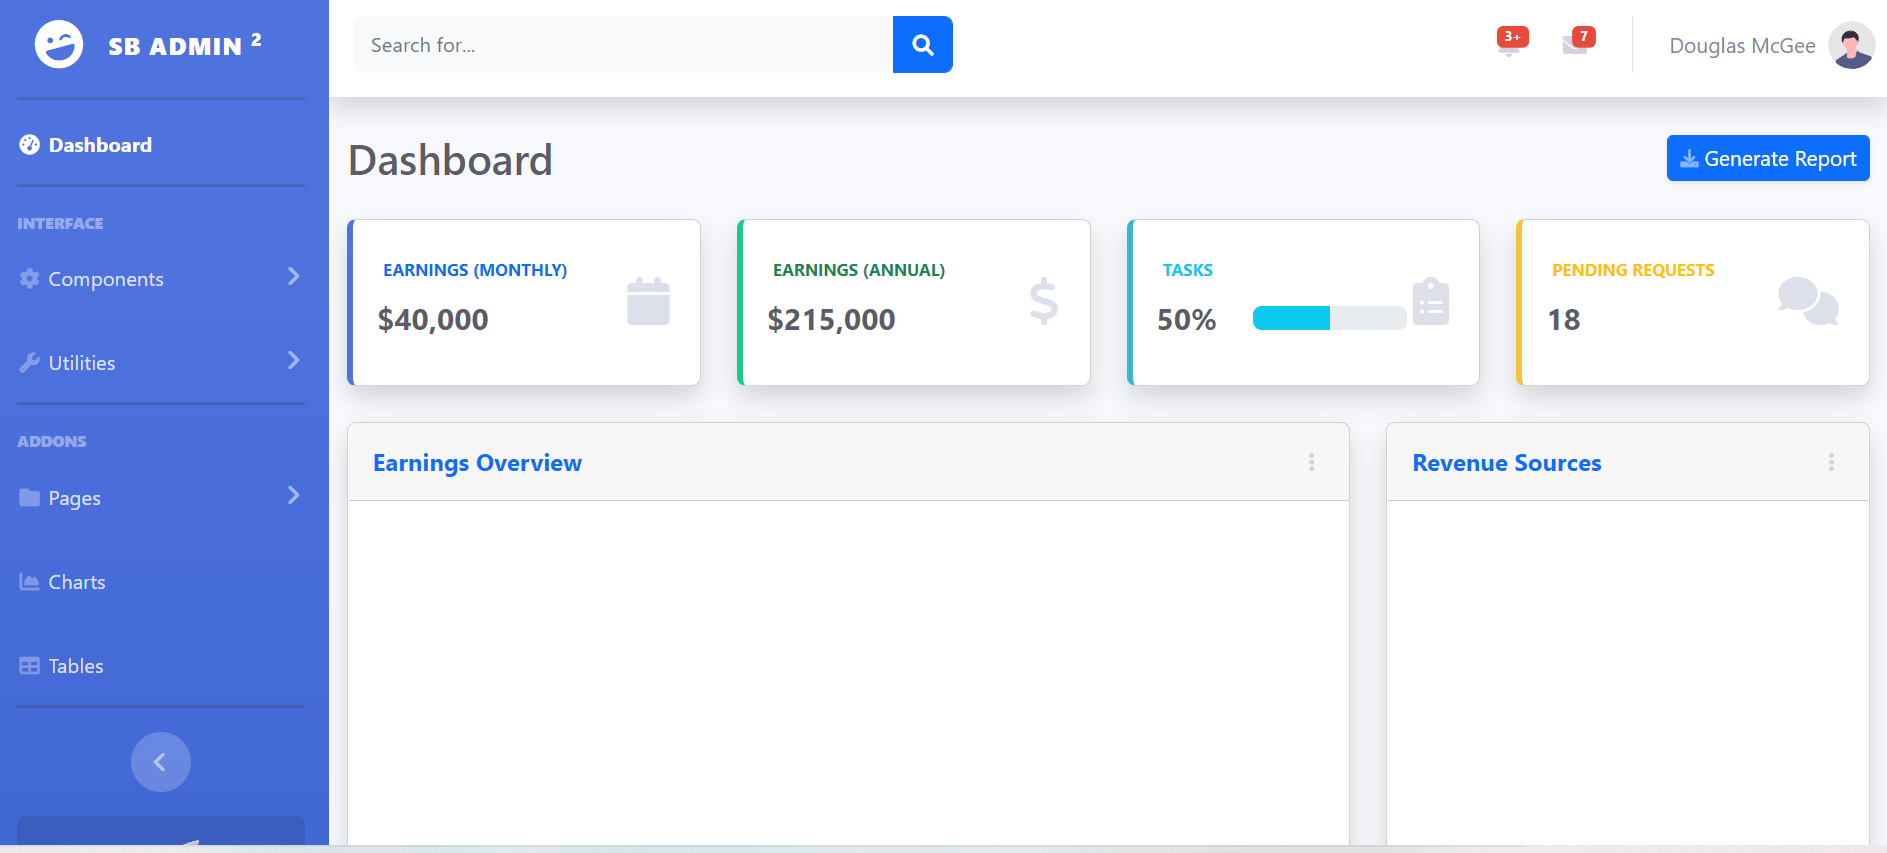 SB ADMIN 2
Search for...
3+
7
Douglas McGee
Dashboard
INTERFACE
Components
Utilities
ADDONS
Pages
Charts
Tables
Dashboard
Generate Report
EARNINGS (MONTHLY)
$40,000
EARNINGS (ANNUAL)
$215,000
TASKS
50%
PENDING REQUESTS
18
Earnings Overview
Revenue Sources